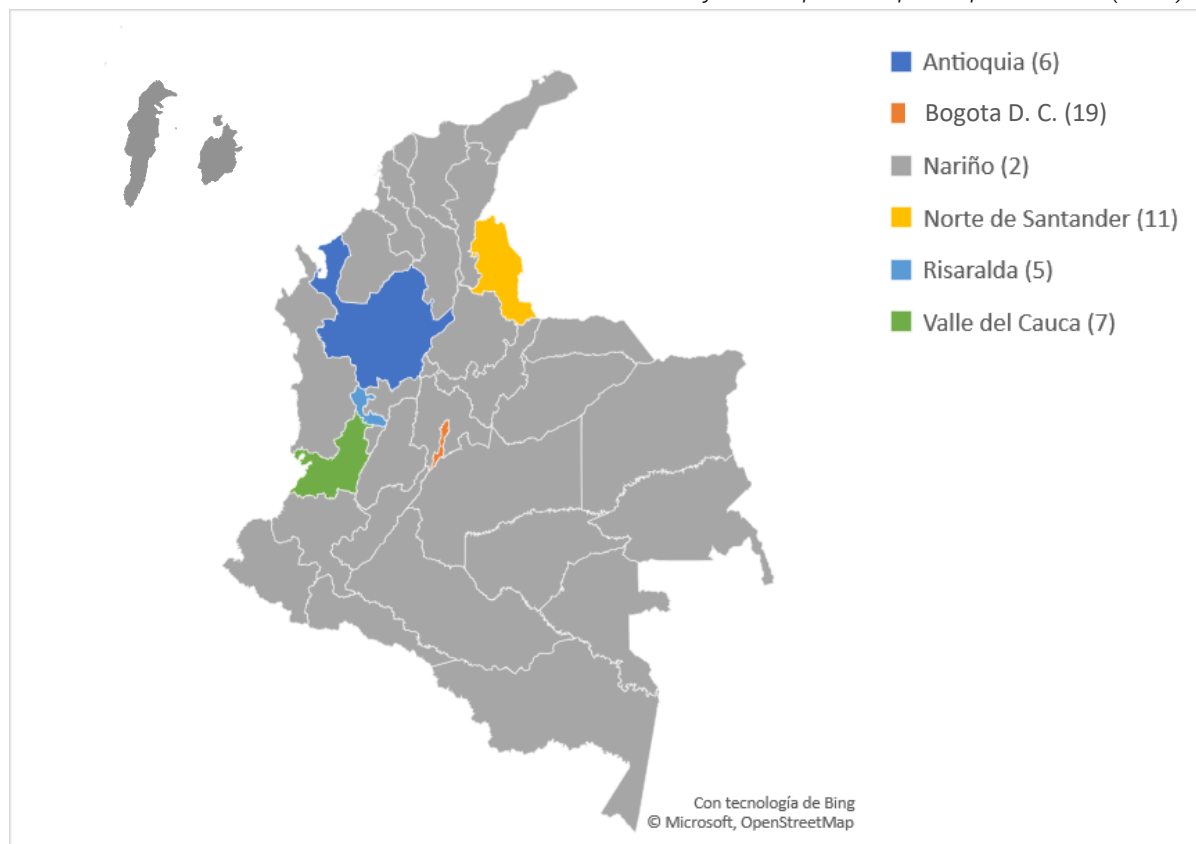 Antioquia (6)
Bogota D. C. (19)
Nariño (2)
Norte de Santander (11)
Risaralda (5)
Valle del Cauca (7)
Con tecnología de Bing
© Microsoft, OpenStreetMap